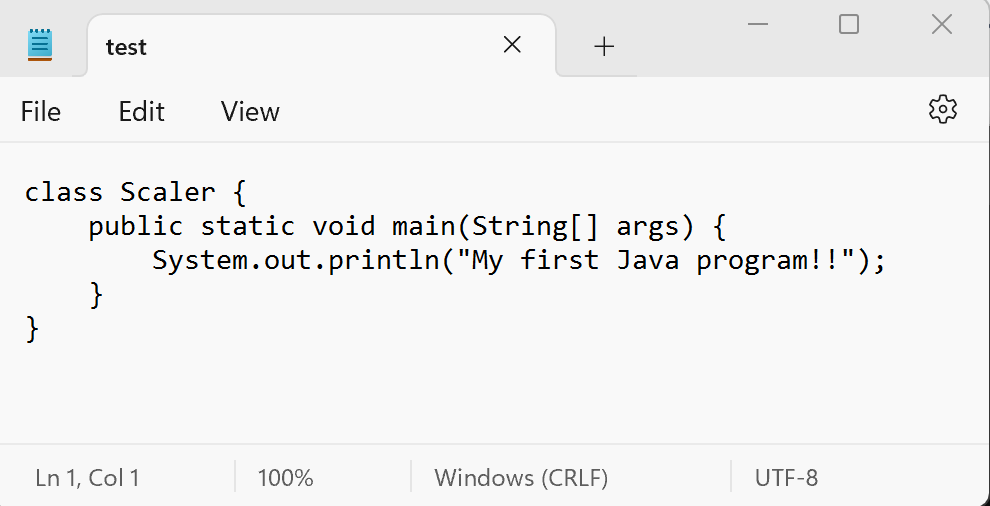 test
File Edit View
class Scaler {
    public static void main(String[] args) {
        System.out.println("My first Java program!!");
    }
}
Ln 1, Col 1 100% Windows (CRLF) UTF-8